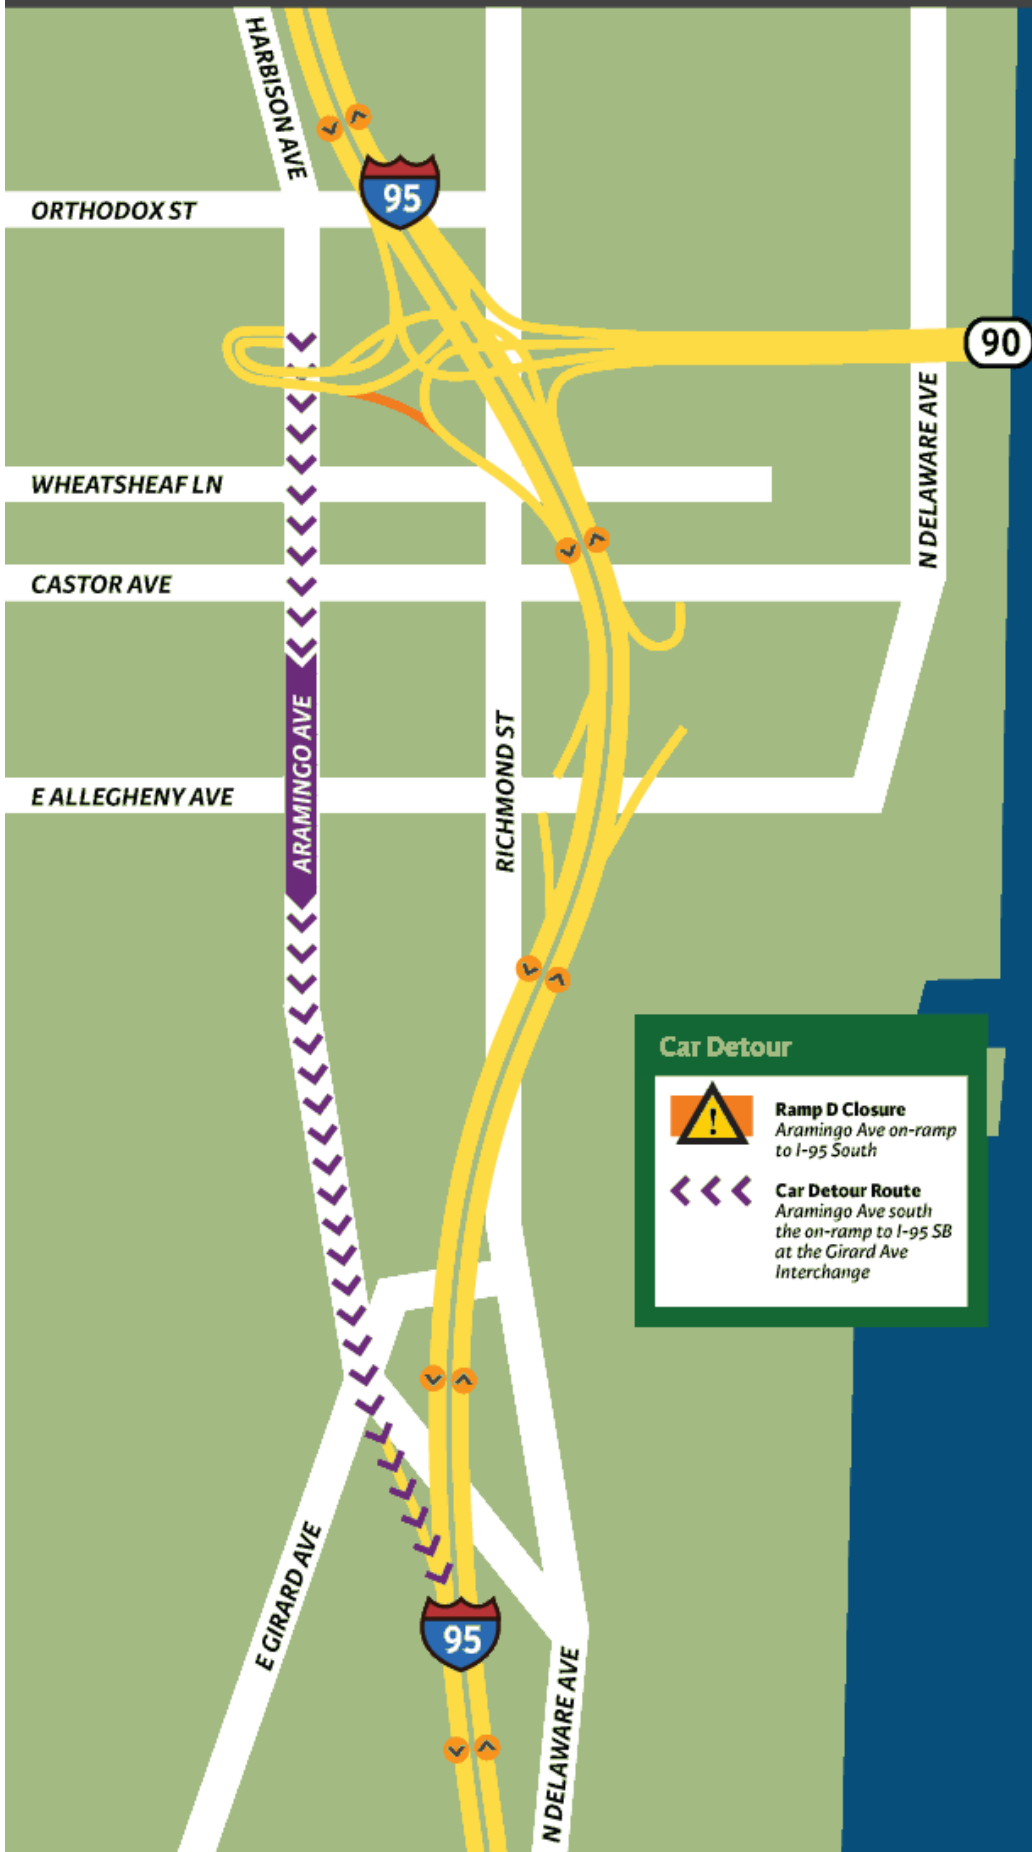 HARBISON AVE
95
ORTHODOX ST
90
N DELAWARE AVE
WHEATSHEAF LN
CASTOR AVE
ARAMINGO AVE
RICHMOND ST
E ALLEGHENY AVE
Car Detour
!
Ramp D Closure
Aramingo Ave on-ramp
to I-95 South
Car Detour Route
Aramingo Ave south
the on-ramp to I-95 SB
at the Girard Ave
Interchange
E GIRARD AVE
95
N DELAWARE AVE